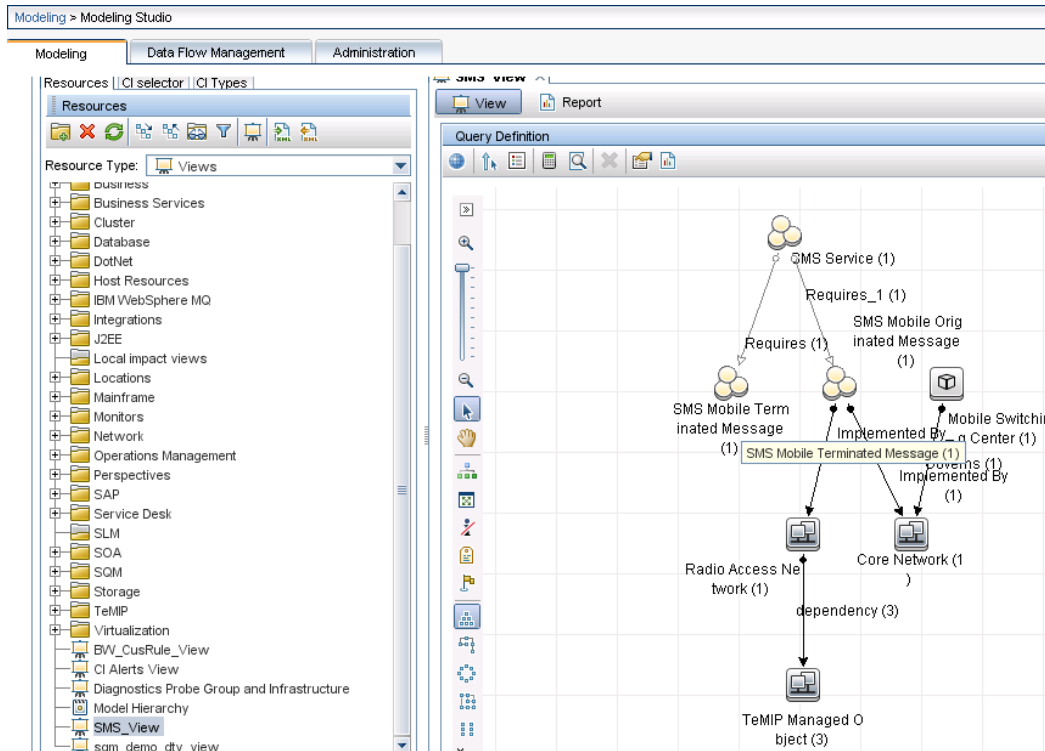 Modeling > Modeling Studio
Modeling
Data Flow Management
Administration
Resources
CI selector
CI Types
SMS_View
Resources
View
Report
Query Definition
Resource Type:
Views
Business
Business Services
Cluster
Database
DotNet
Host Resources
IBM WebSphere MQ
Integrations
J2EE
Local impact views
Locations
Mainframe
Monitors
Network
Operations Management
Perspectives
SAP
Service Desk
SLM
SOA
SQM
Storage
TeMIP
Virtualization
BW_CusRule_View
CI Alerts View
Diagnostics Probe Group and Infrastructure
Model Hierarchy
SMS_View
sqm_demo_dtv_view
SMS Service (1)
Requires_1 (1)
Requires (1)
SMS Mobile Orig
inated Message
(1)
SMS Mobile Term
inated Message
(1)
Mobile Switchin
g Center (1)
Implemented By_
SMS Mobile Terminated Message (1)
Governs (1)
Implemented By
(1)
Radio Access Ne
twork (1)
Core Network (1
)
dependency (3)
TeMIP Managed O
bject (3)